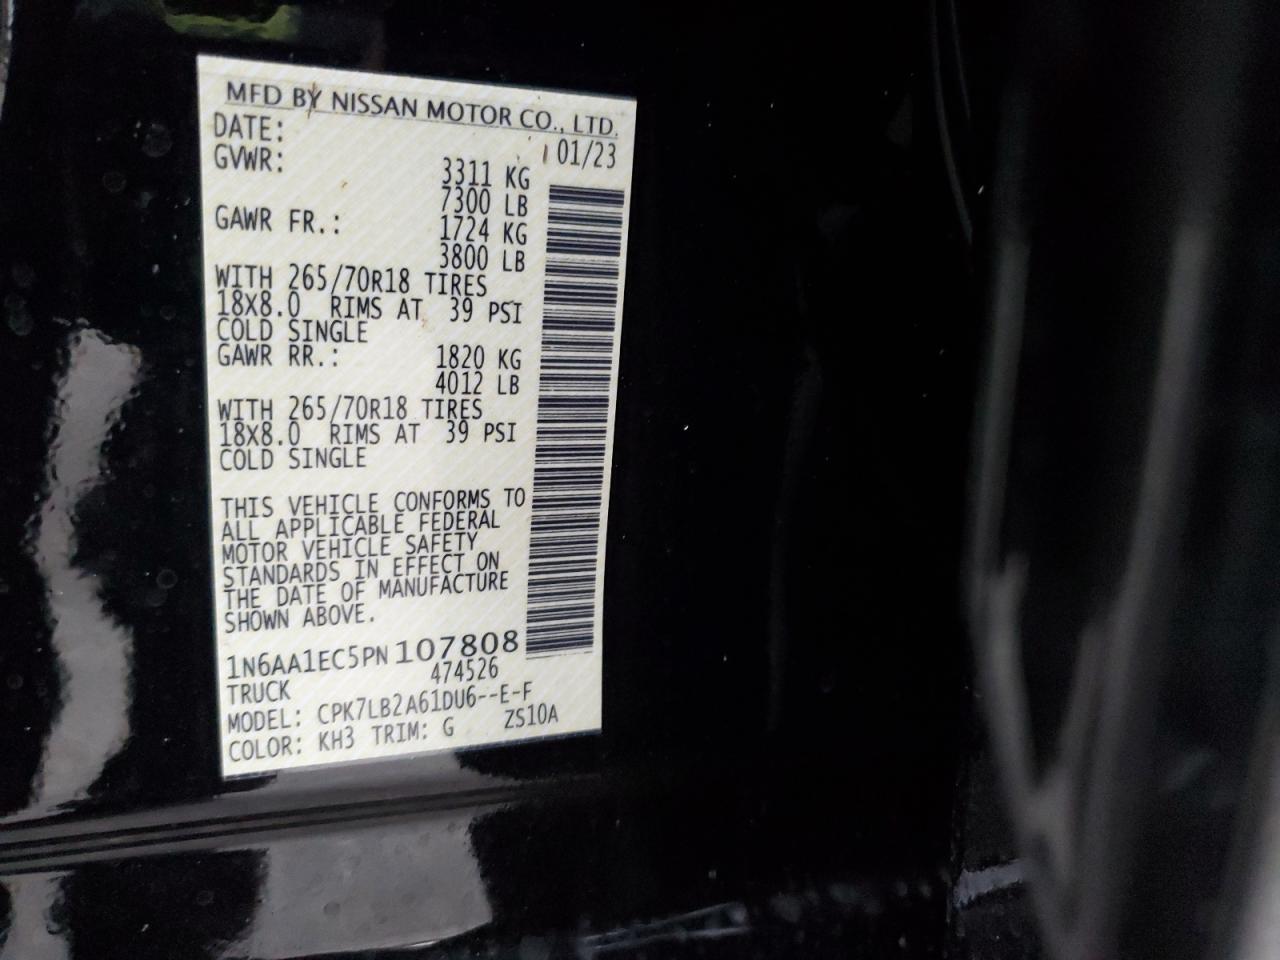 MFD BY NISSAN MOTOR CO., LTD.
DATE: 01/23
GVWR: 3311 KG
7300 LB
GAWR FR.: 1724 KG
3800 LB
WITH 265/70R18 TIRES
18X8.0 RIMS AT 39 PSI
COLD SINGLE
GAWR RR.: 1820 KG
4012 LB
WITH 265/70R18 TIRES
18X8.0 RIMS AT 39 PSI
COLD SINGLE
THIS VEHICLE CONFORMS TO
ALL APPLICABLE FEDERAL
MOTOR VEHICLE SAFETY
STANDARDS IN EFFECT ON
THE DATE OF MANUFACTURE
SHOWN ABOVE.
1N6AA1EC5PN107808
TRUCK 474526
MODEL: CPK7LB2A61DU6--E-F
COLOR: KH3 TRIM: G ZS10A